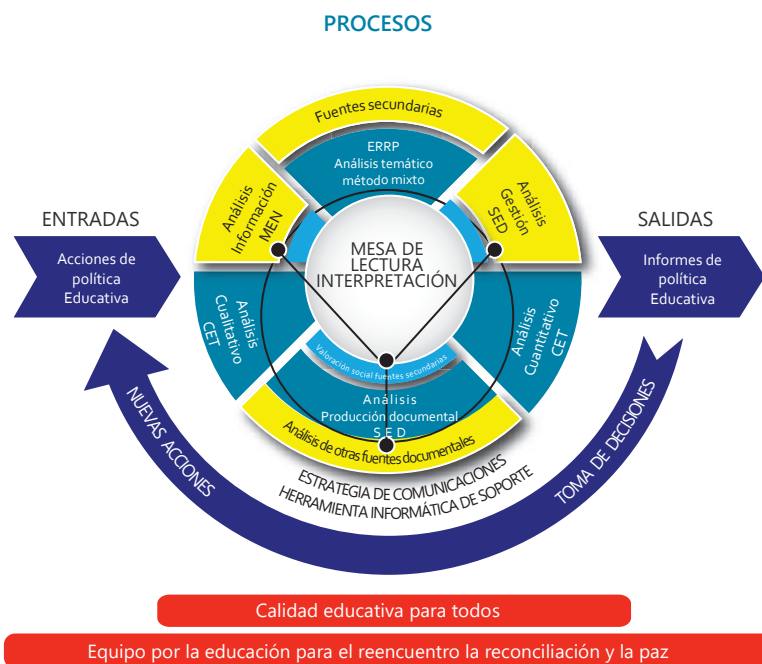 PROCESOS
Fuentes secundarias
ERRP
Análisis temático
método mixto
Análisis
Información
MEN
Análisis
Gestión
SED
ENTRADAS
Acciones de
política
Educativa
MESA DE
LECTURA
INTERPRETACIÓN
SALIDAS
Informes de
política
Educativa
Análisis
Cualitativo
CET
Análisis
Cuantitativo
CET
Valoración social fuentes secundarias
Análisis
Producción documental
SED
Análisis de otras fuentes documentales
ESTRATEGIA DE COMUNICACIONES
HERRAMIENTA INFORMÁTICA DE SOPORTE
NUEVAS ACCIONES
TOMA DE DECISIONES
Calidad educativa para todos
Equipo por la educación para el reencuentro la reconciliación y la paz